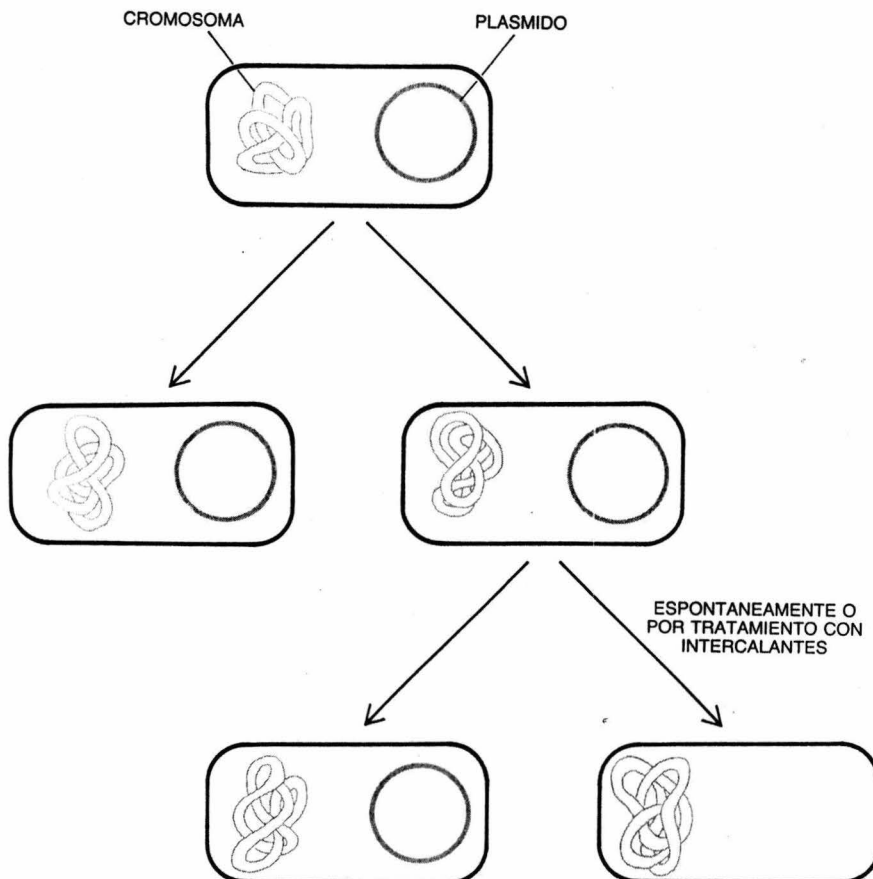 CROMOSOMA
PLASMIDO
ESPONTANEAMENTE O
POR TRATAMIENTO CON
INTERCALANTES